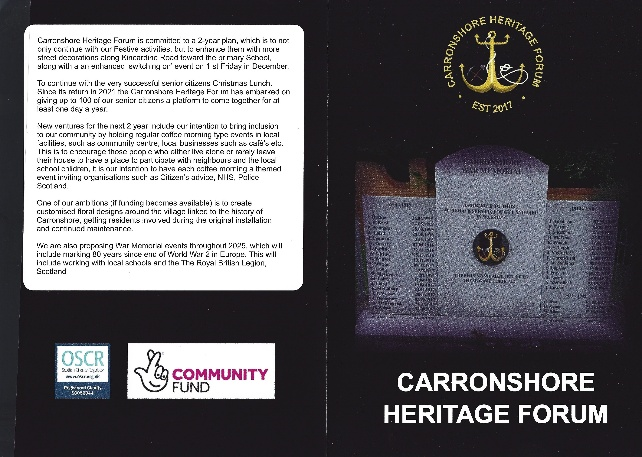 Carronshore Heritage Forum is committed to a 2-year plan, which is to not
only continue with our Festive activities, but to enhance them with more
street decorations along Kincardine Road toward the primary School,
along with a an enhanced 'switching on' event on 1st Friday in December.
To continue with the very successful senior citizens Christmas Lunch.
Since its return in 2021 the Carronshore Heritage Forum has embarked on
giving up to 100 of our senior citizens a platform to come together for at
least one day a year.
New ventures for the next 2 year include our intention to bring inclusion
to our community by holding regular coffee morning type events in local
facilities, such as community centre, local businesses such as café's etc.
This is to encourage those people who either live alone or rarely leave
their house to have a place to participate with neighbours and the local
school children, it is our intention to have each coffee morning a themed
event inviting organisations such as Citizen's advice, NHS, Police
Scotland.
One of our ambitions (if funding becomes available) is to create
customised floral designs around the village linked to the history of
Carronshore, getting residents involved during the original installation
and continued maintenance.
We are also proposing War Memorial events throughout 2025, which will
include marking 80 years since end of World War 2 in Europe. This will
include working with local schools and the The Royal British Legion,
Scotland
OSCR
COMMUNITY
FUND
CARRONSHORE HERITAGE FORUM
EST 2017
CARRONSHORE
HERITAGE FORUM